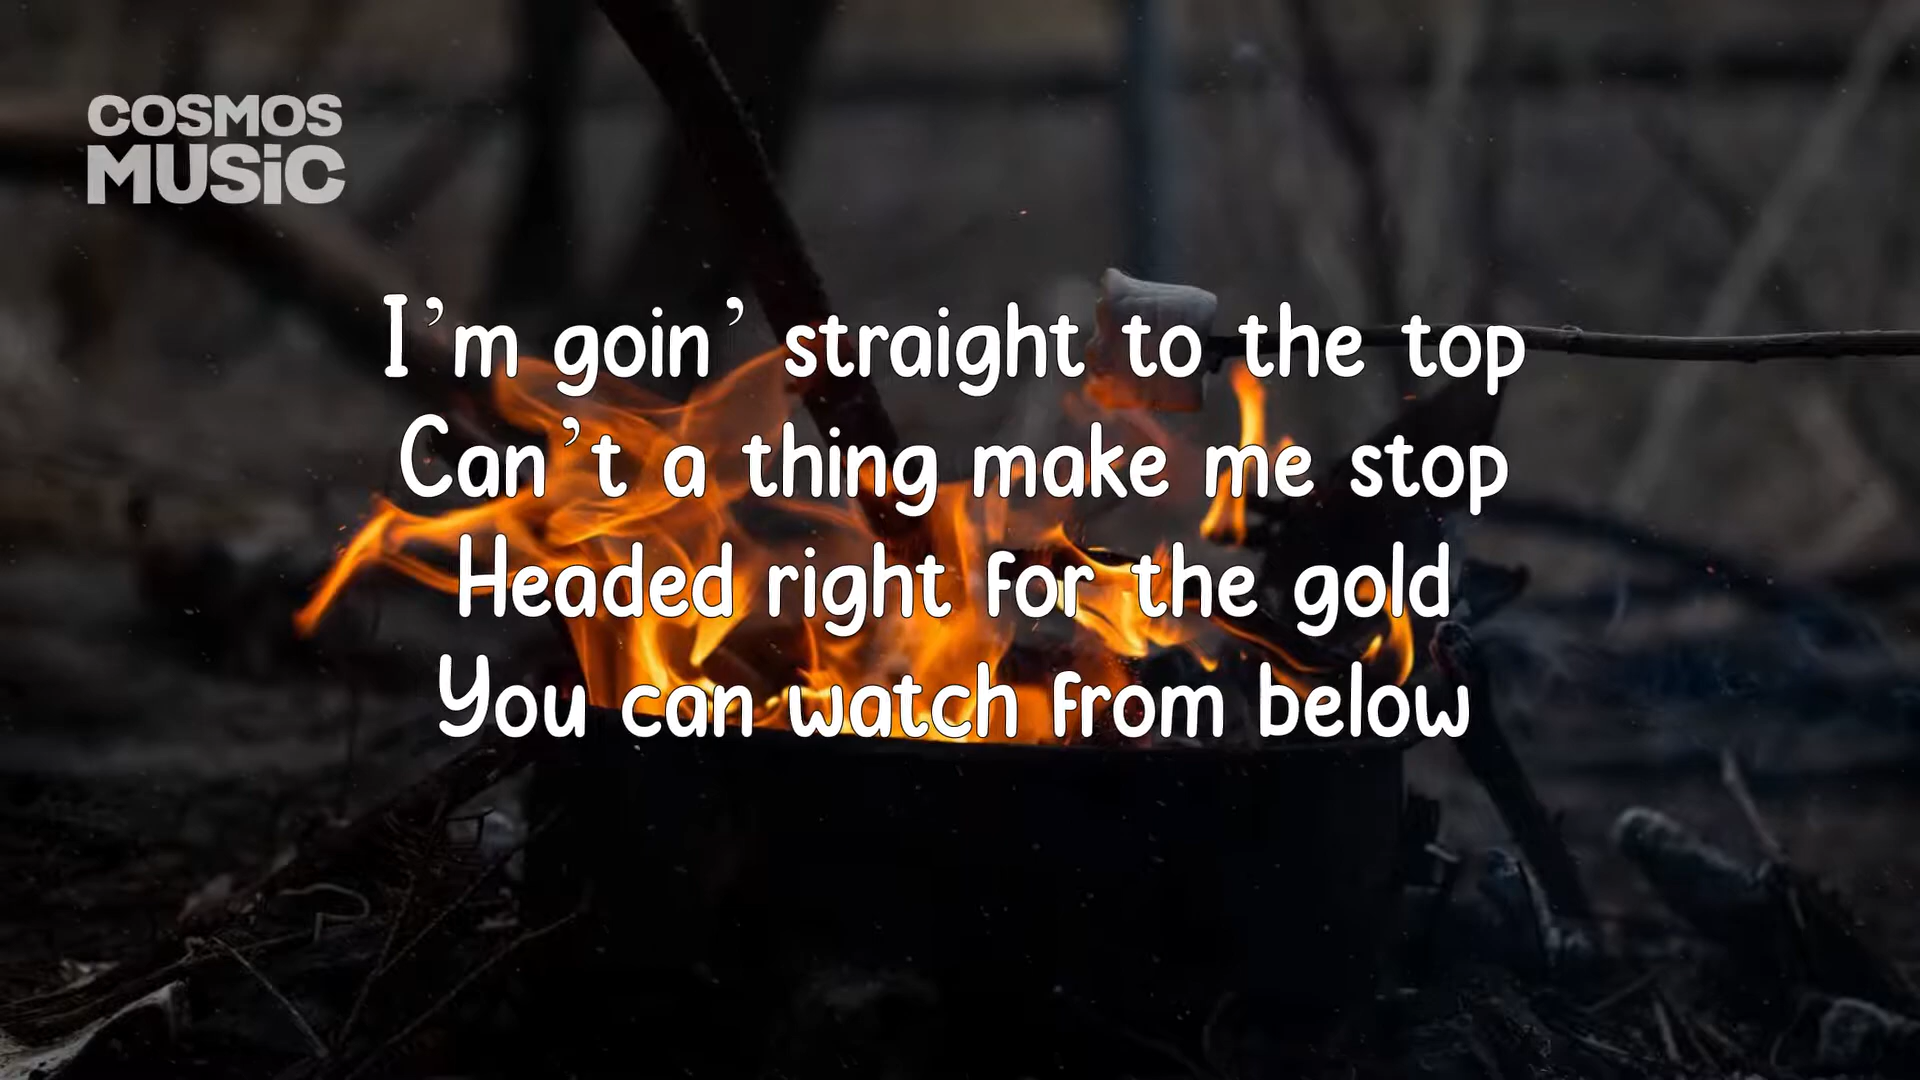 COSMOS
MUSiC
I’m goin’ straight to the top
Can’t a thing make me stop
Headed right for the gold
You can watch from below